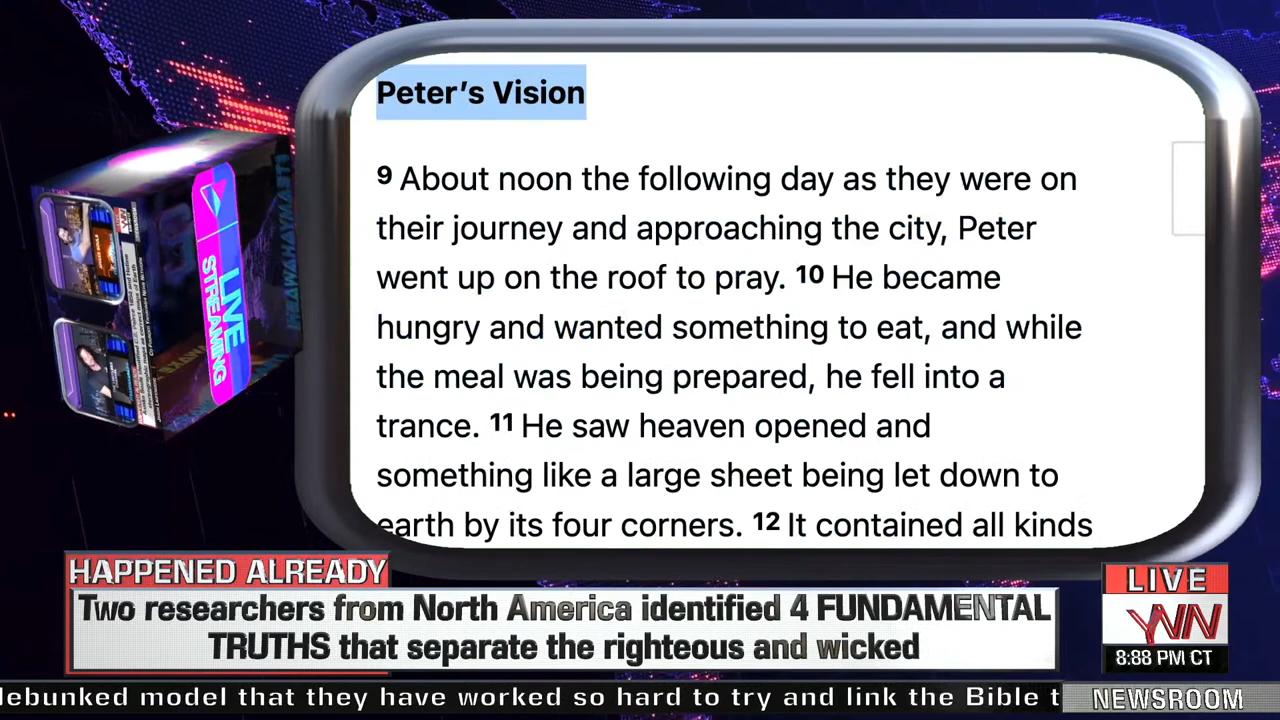 Peter's Vision
9 About noon the following day as they were on
their journey and approaching the city, Peter
went up on the roof to pray. 10 He became
hungry and wanted something to eat, and while
the meal was being prepared, he fell into a
trance. 11 He saw heaven opened and
something like a large sheet being let down to
earth by its four corners. 12 It contained all kinds
LIVE
STREAMING
HAPPENED ALREADY
Two researchers from North America identified 4 FUNDAMENTAL
TRUTHS that separate the righteous and wicked
LIVE
YNN
8:88 PM CT
lebunked model that they have worked so hard to try and link the Bible t
NEWSROOM